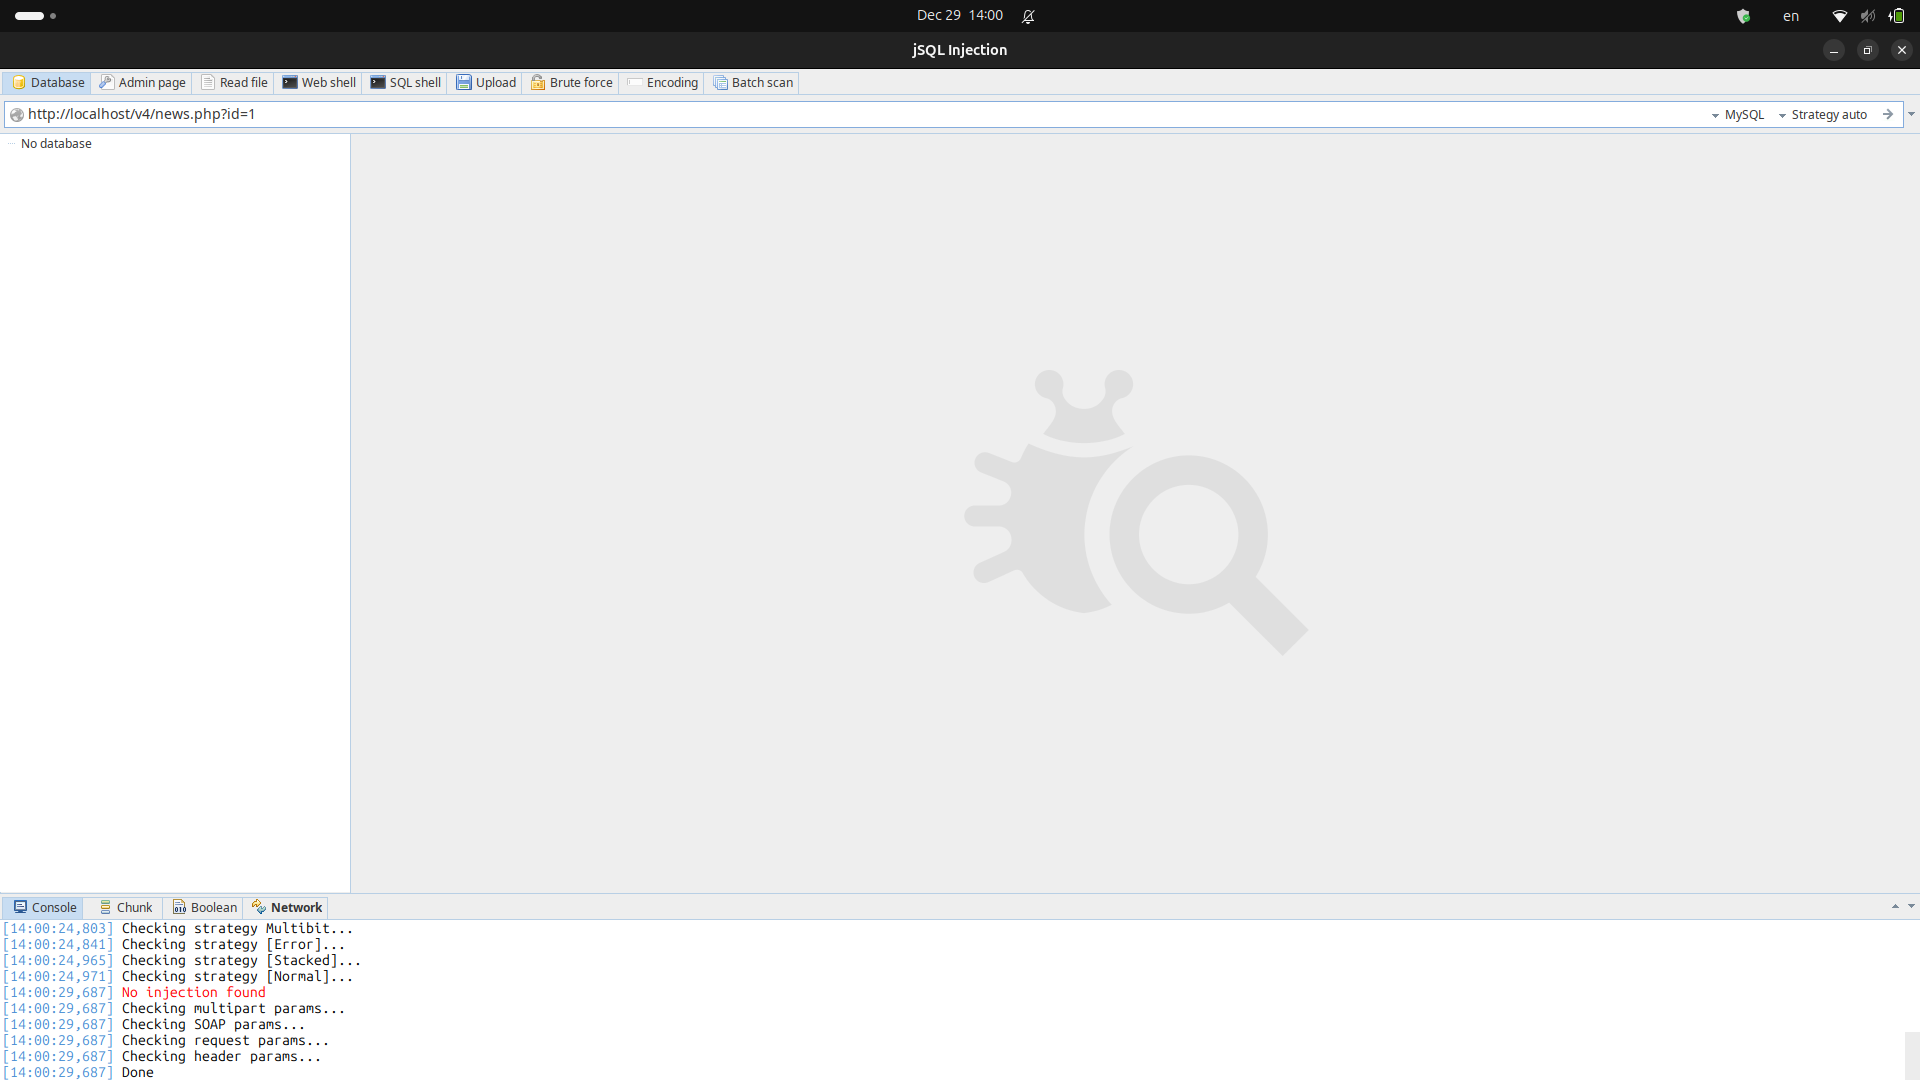 Dec 29 14:00
en
jSQL Injection
Database Admin page Read file Web shell SQL shell Upload Brute force Encoding Batch scan
http://localhost/v4/news.php?id=1 MySQL Strategy auto
No database
Console Chunk Boolean Network
[14:00:24,803] Checking strategy Multibit...
[14:00:24,841] Checking strategy [Error]...
[14:00:24,965] Checking strategy [Stacked]...
[14:00:24,971] Checking strategy [Normal]...
[14:00:29,687] No injection found
[14:00:29,687] Checking multipart params...
[14:00:29,687] Checking SOAP params...
[14:00:29,687] Checking request params...
[14:00:29,687] Checking header params...
[14:00:29,687] Done